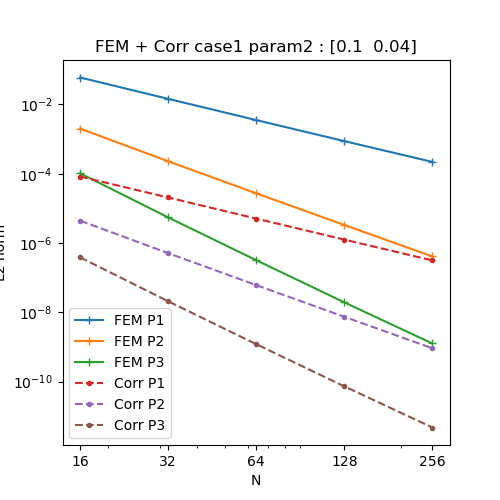 FEM + Corr case1 param2 : [0.1 0.04]
10⁻²
10⁻⁴
10⁻⁶
10⁻⁸
10⁻¹⁰
norm
FEM P1
FEM P2
FEM P3
Corr P1
Corr P2
Corr P3
16 32 64 128 256
N